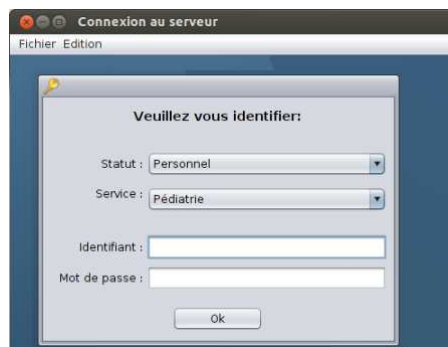 Connexion au serveur
Fichier Edition
Veuillez vous identifier:
Statut : Personnel
Service : Pédiatrie
Identifiant :
Mot de passe :
Ok